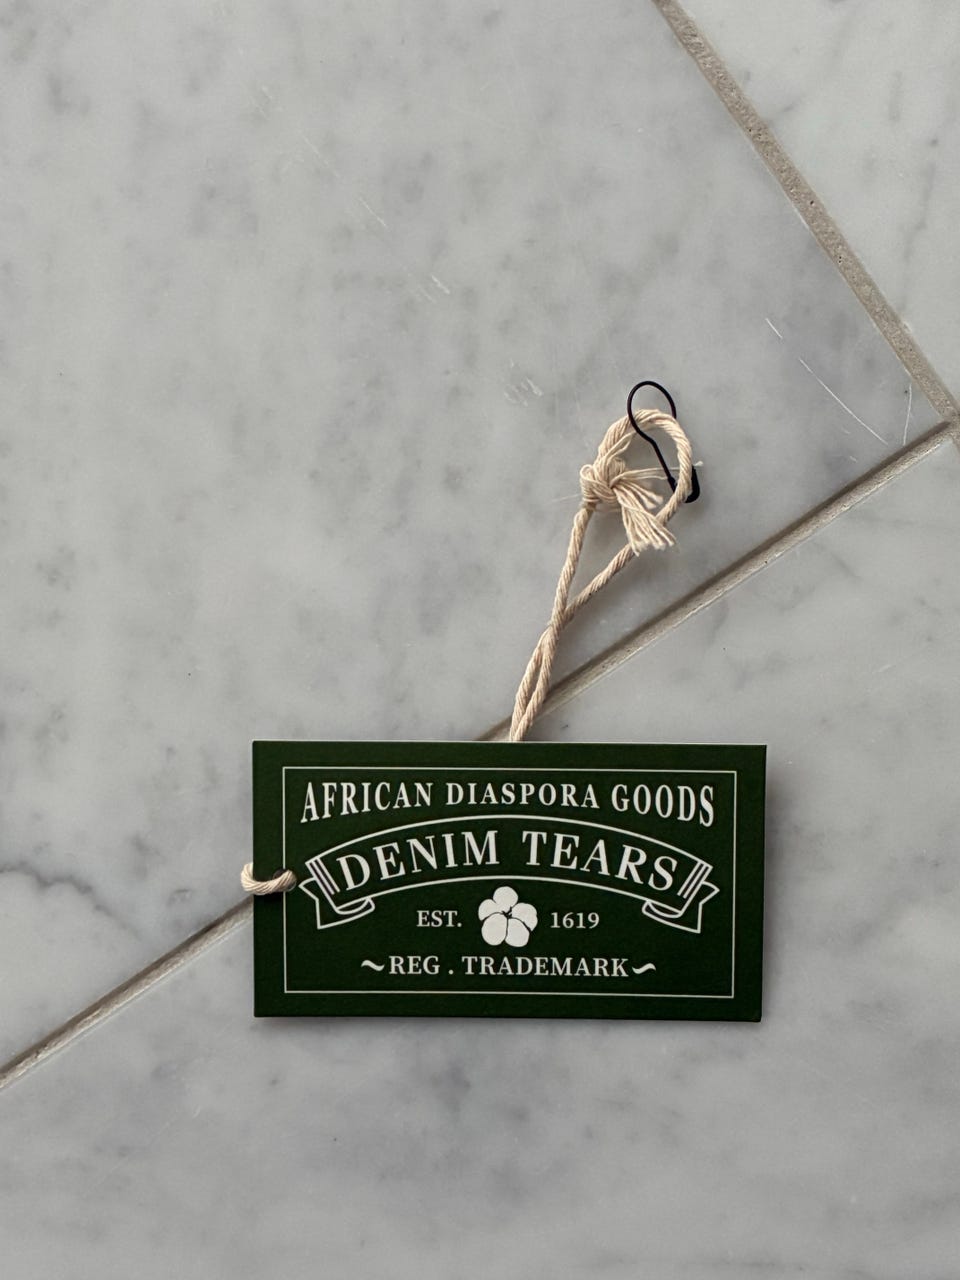 AFRICAN DIASPORA GOODS
DENIM TEARS
EST. 1619
~REG . TRADEMARK~